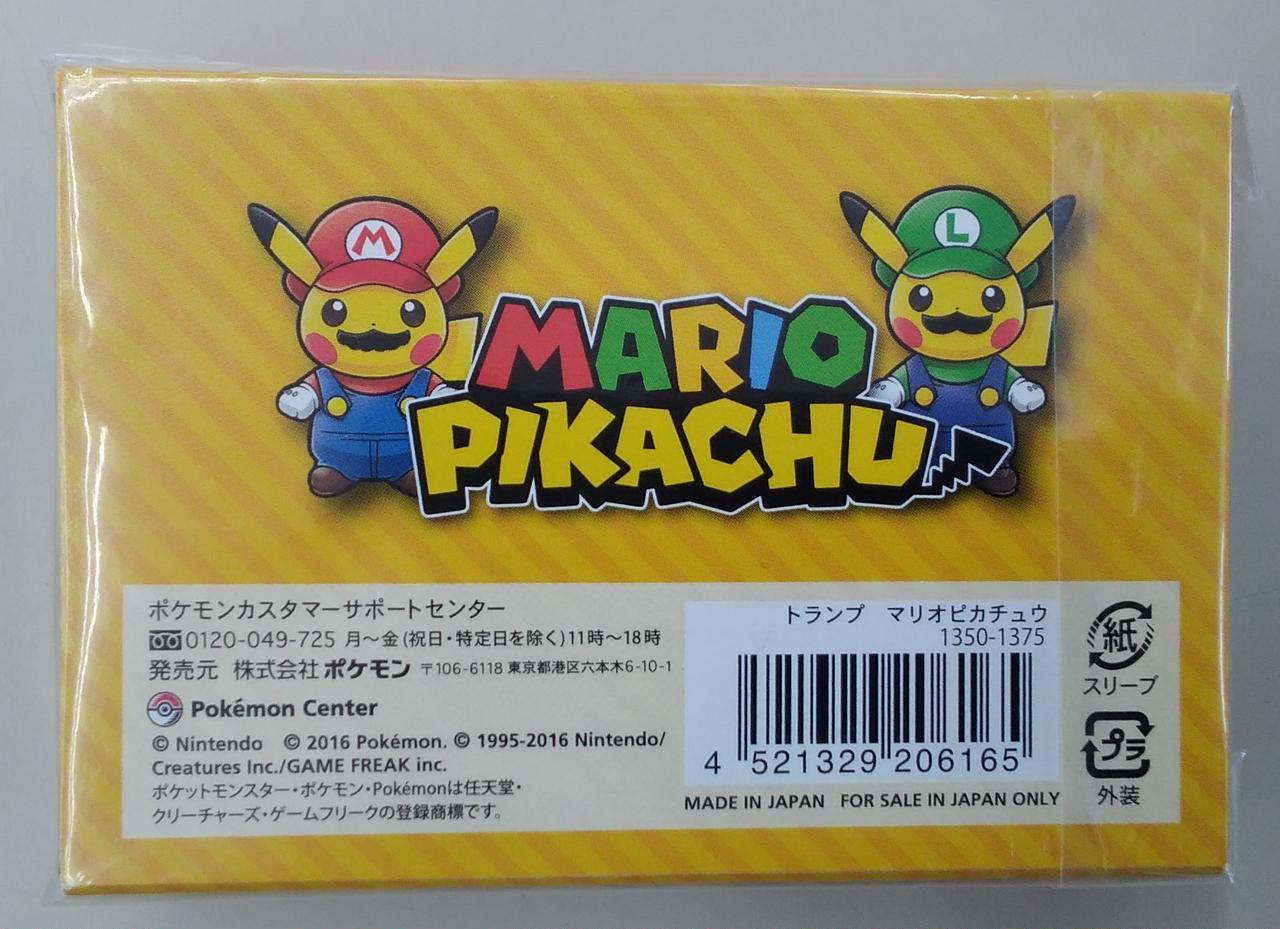 M
L
MARIO
PIKACHU
ポケモンカスタマーサポートセンター
0120-049-725 月～金(祝日・特定日を除く)11時～18時
発売元 株式会社ポケモン 〒106-6118 東京都港区六本木6-10-1
Pokémon Center
© Nintendo © 2016 Pokémon. © 1995-2016 Nintendo/
Creatures Inc./GAME FREAK inc.
ポケットモンスター・ポケモン・Pokémonは任天堂・
クリーチャーズ・ゲームフリークの登録商標です。
トランプ マリオピカチュウ
1350-1375
4 521329 206165
MADE IN JAPAN FOR SALE IN JAPAN ONLY
紙
スリーブ
プラ
外装